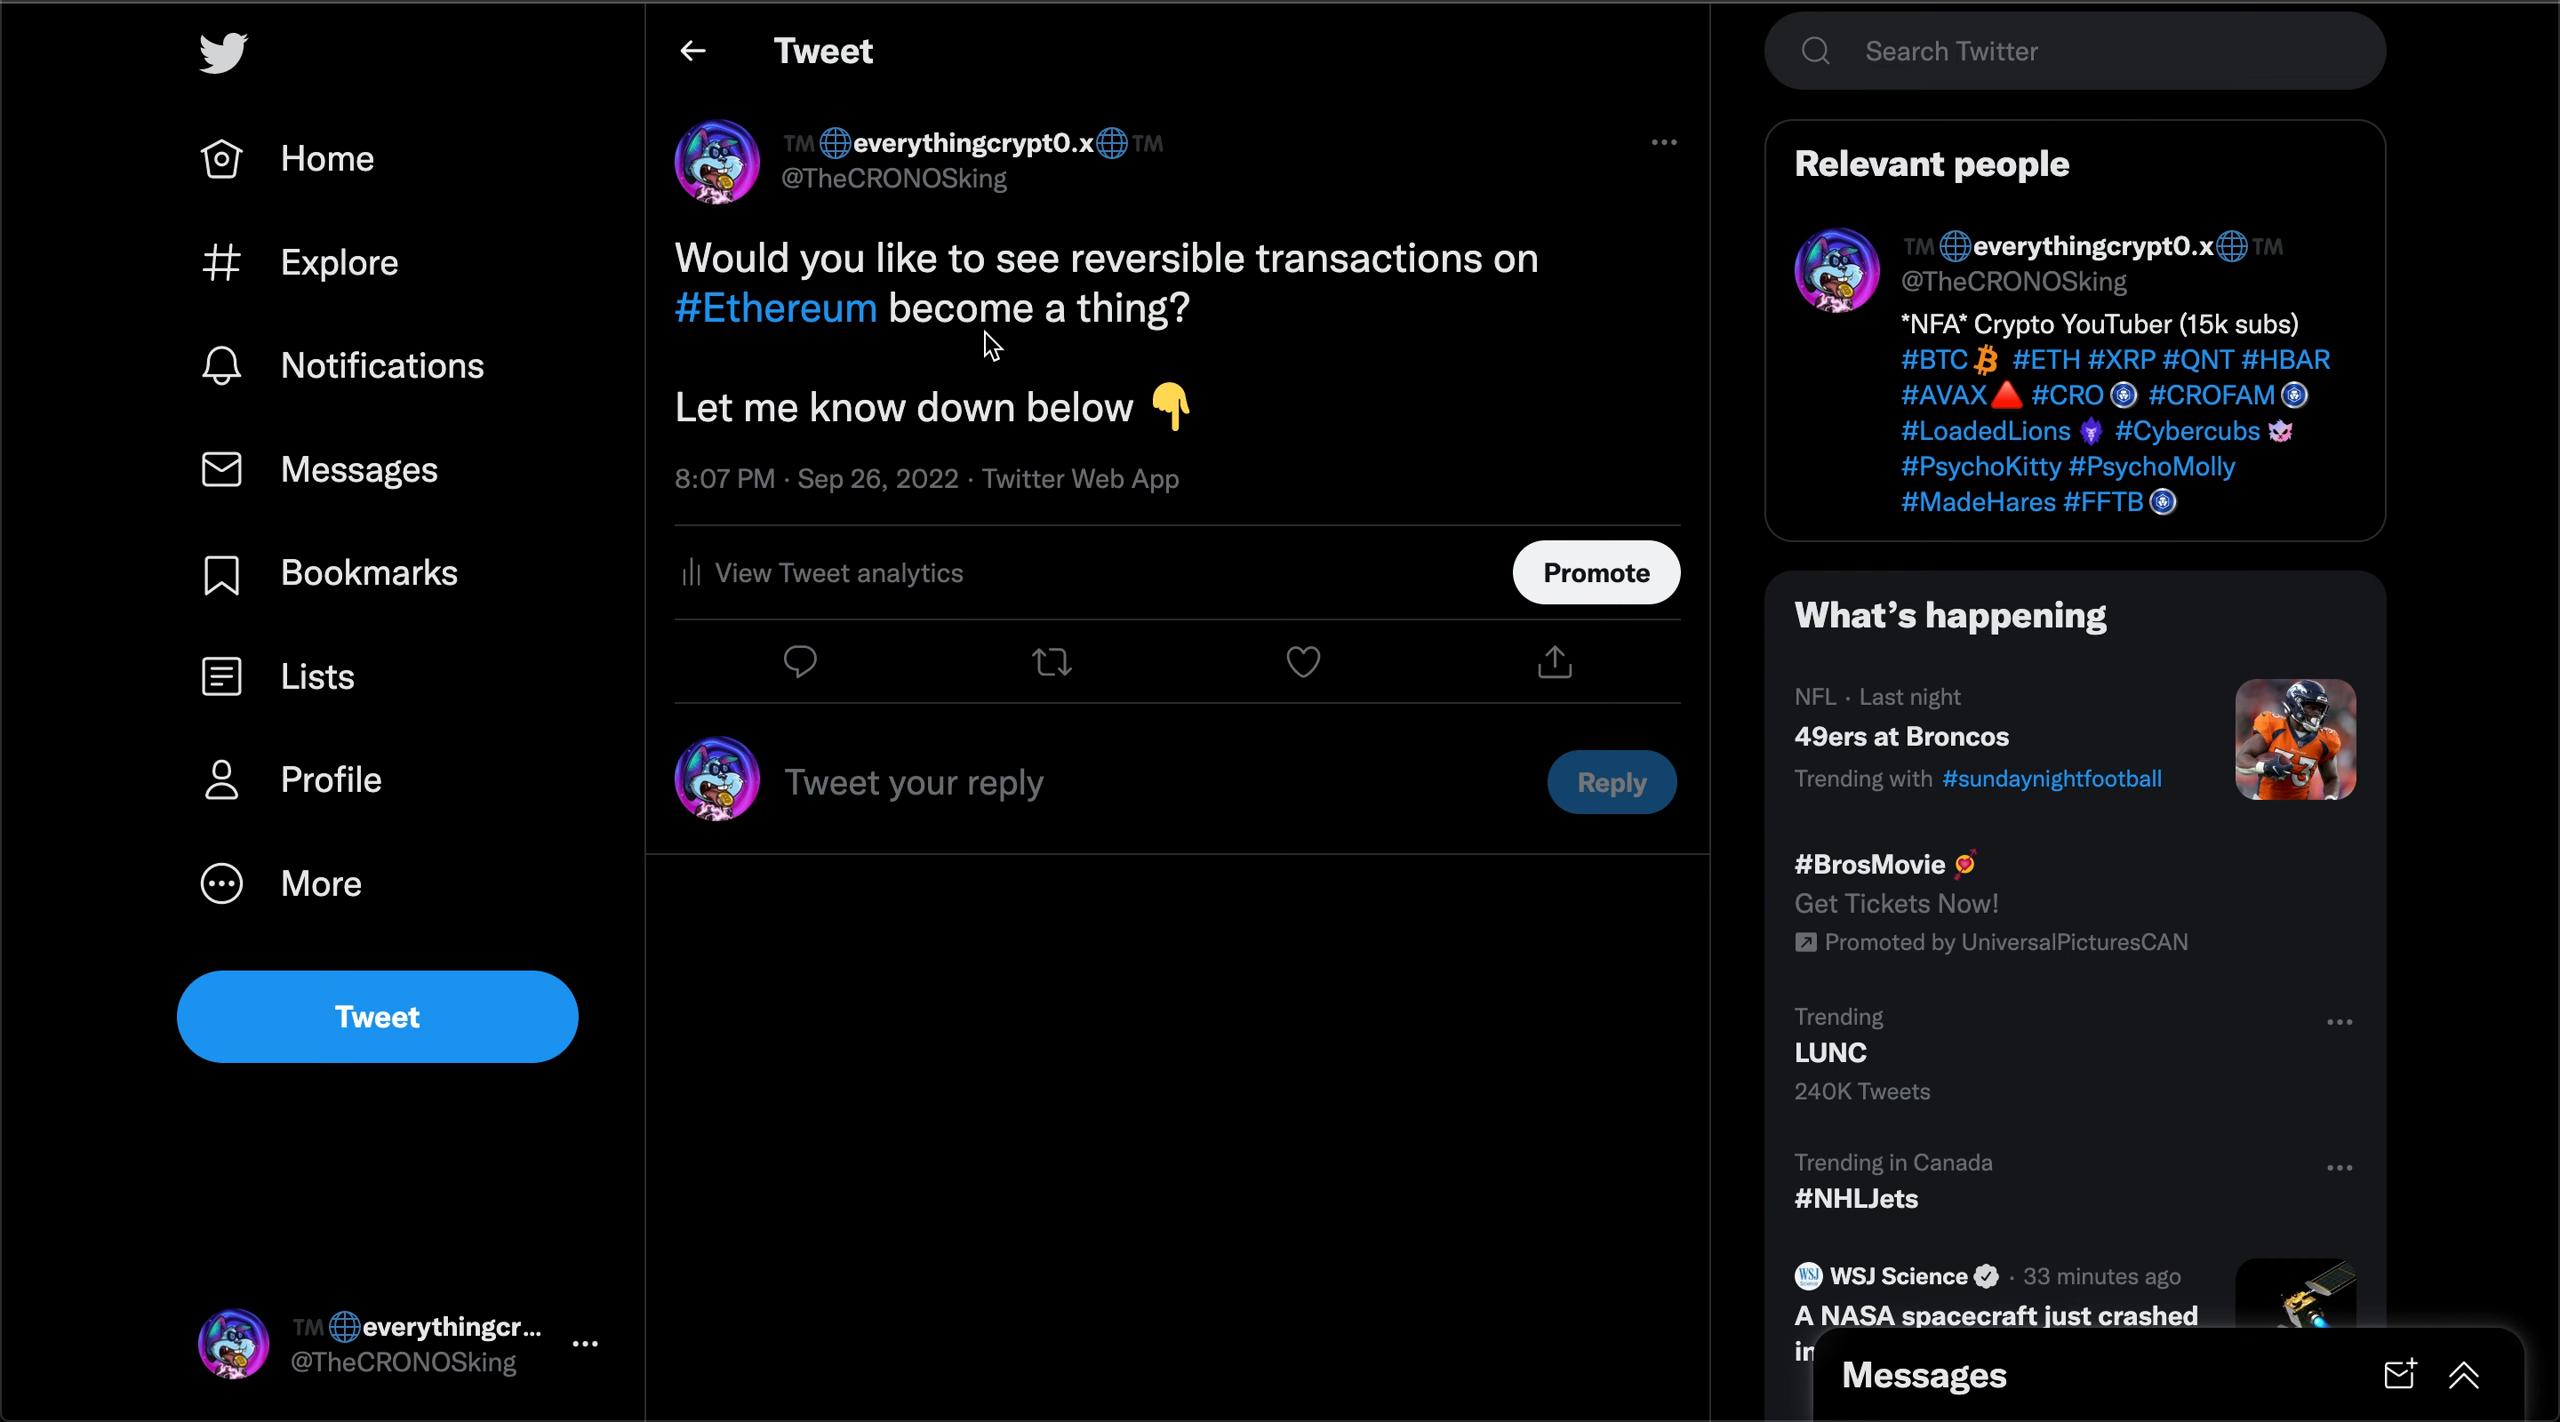 Home
Explore
Notifications
Messages
Bookmarks
Lists
Profile
More
Tweet
TM🌐everythingcr...
@TheCRONOSking
Tweet
TM🌐everythingcrypt0.x🌐TM
@TheCRONOSking
Would you like to see reversible transactions on
#Ethereum become a thing?
Let me know down below 👇
8:07 PM · Sep 26, 2022 · Twitter Web App
View Tweet analytics
Promote
Tweet your reply
Reply
Search Twitter
Relevant people
TM🌐everythingcrypt0.x🌐TM
@TheCRONOSking
*NFA* Crypto YouTuber (15k subs)
#BTC #ETH #XRP #QNT #HBAR
#AVAX🔺 #CRO #CROFAM
#LoadedLions #Cybercubs
#PsychoKitty #PsychoMolly
#MadeHares #FFTB
What's happening
NFL · Last night
49ers at Broncos
Trending with #sundaynightfootball
#BrosMovie
Get Tickets Now!
Promoted by UniversalPicturesCAN
Trending
LUNC
240K Tweets
Trending in Canada
#NHLJets
WSJ Science · 33 minutes ago
A NASA spacecraft just crashed
Messages